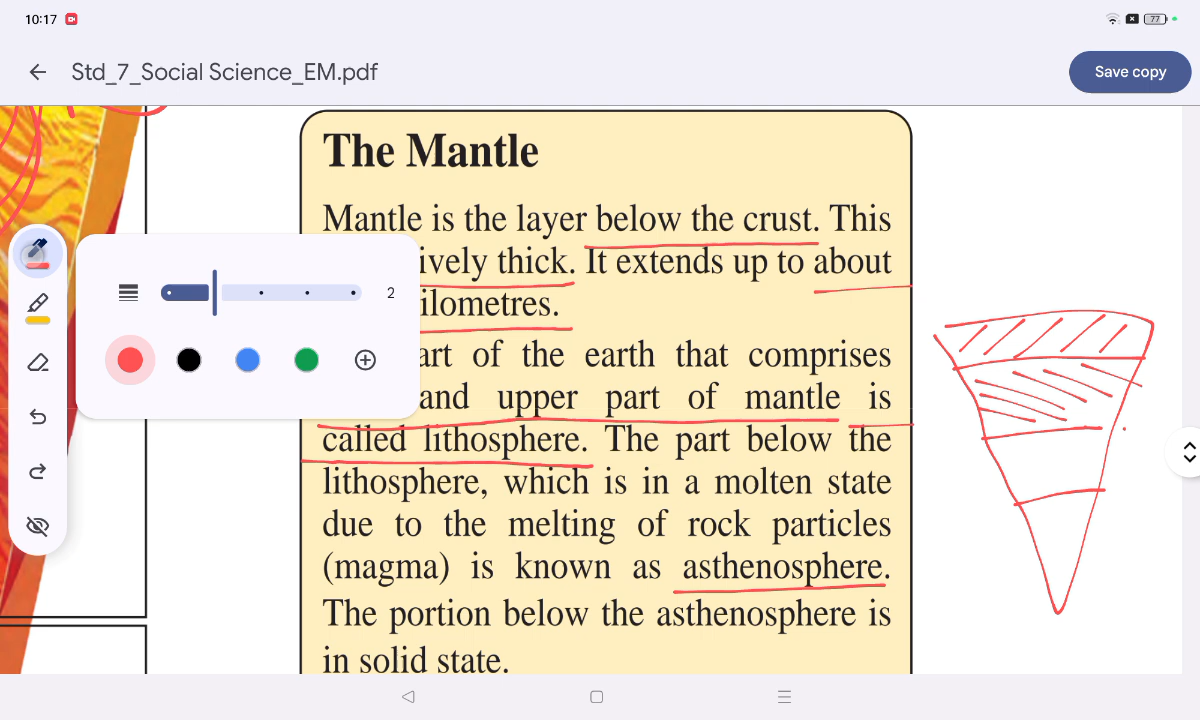 10:17
77
Std_7_Social Science_EM.pdf
Save copy
The Mantle
Mantle is the layer below the crust. This
ively thick. It extends up to about
ilometres.
art of the earth that comprises
2
and upper part of mantle is
called lithosphere. The part below the
lithosphere, which is in a molten state
due to the melting of rock particles
(magma) is known as asthenosphere.
The portion below the asthenosphere is
in solid state.